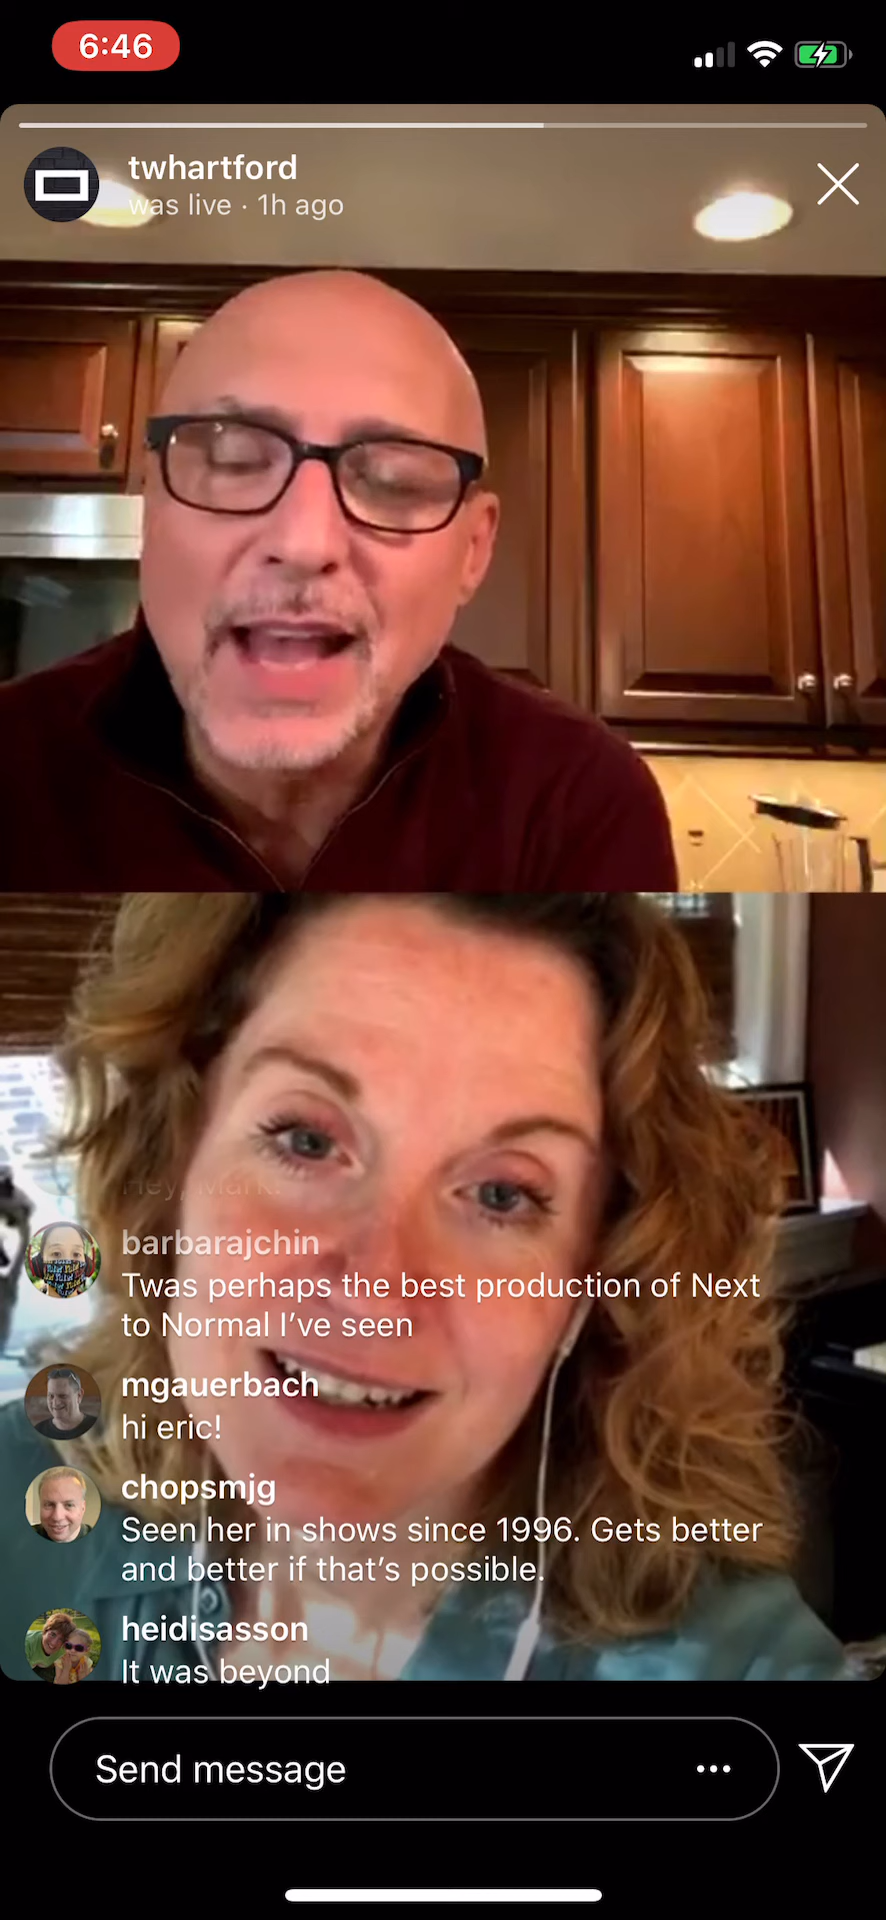 6:46
twhartford
was live · 1h ago
Hey, Mark!
barbarajchin
Twas perhaps the best production of Next
to Normal I've seen
mgauerbach
hi eric!
chopsmjg
Seen her in shows since 1996. Gets better
and better if that's possible.
heidisasson
It was beyond
Send message